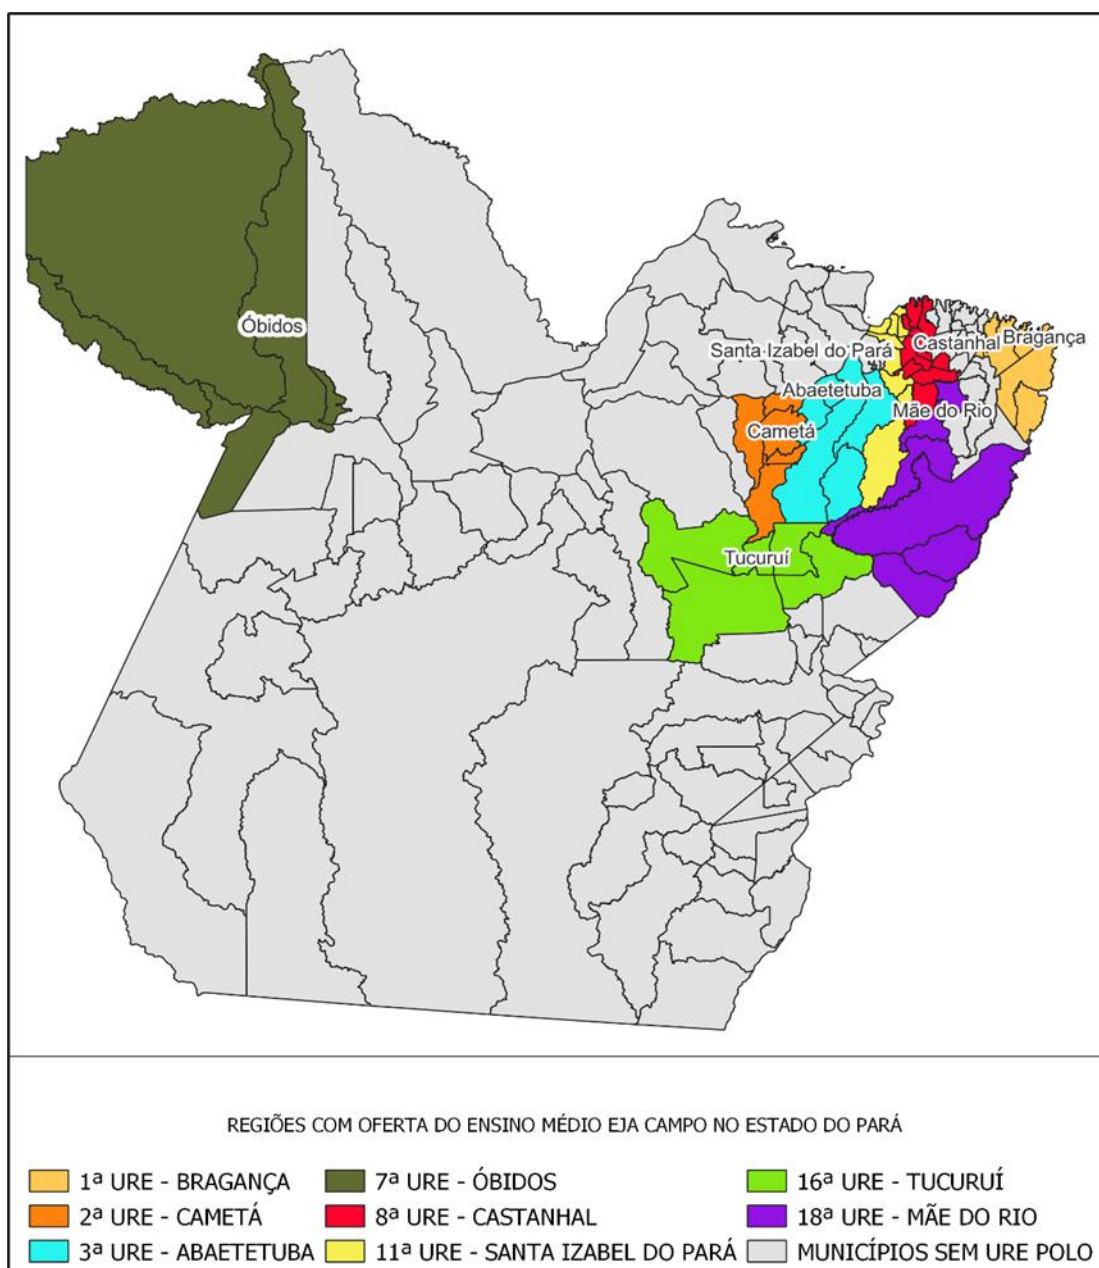 Óbidos
Bragança
Castanhal
Santa Izabel do Pará
Abaetetuba
Mãe do Rio
Cametá
Tucuruí
REGIÕES COM OFERTA DO ENSINO MÉDIO EJA CAMPO NO ESTADO DO PARÁ
1ª URE - BRAGANÇA
2ª URE - CAMETÁ
3ª URE - ABAETETUBA
7ª URE - ÓBIDOS
8ª URE - CASTANHAL
11ª URE - SANTA IZABEL DO PARÁ
16ª URE - TUCURUÍ
18ª URE - MÃE DO RIO
MUNICÍPIOS SEM URE POLO